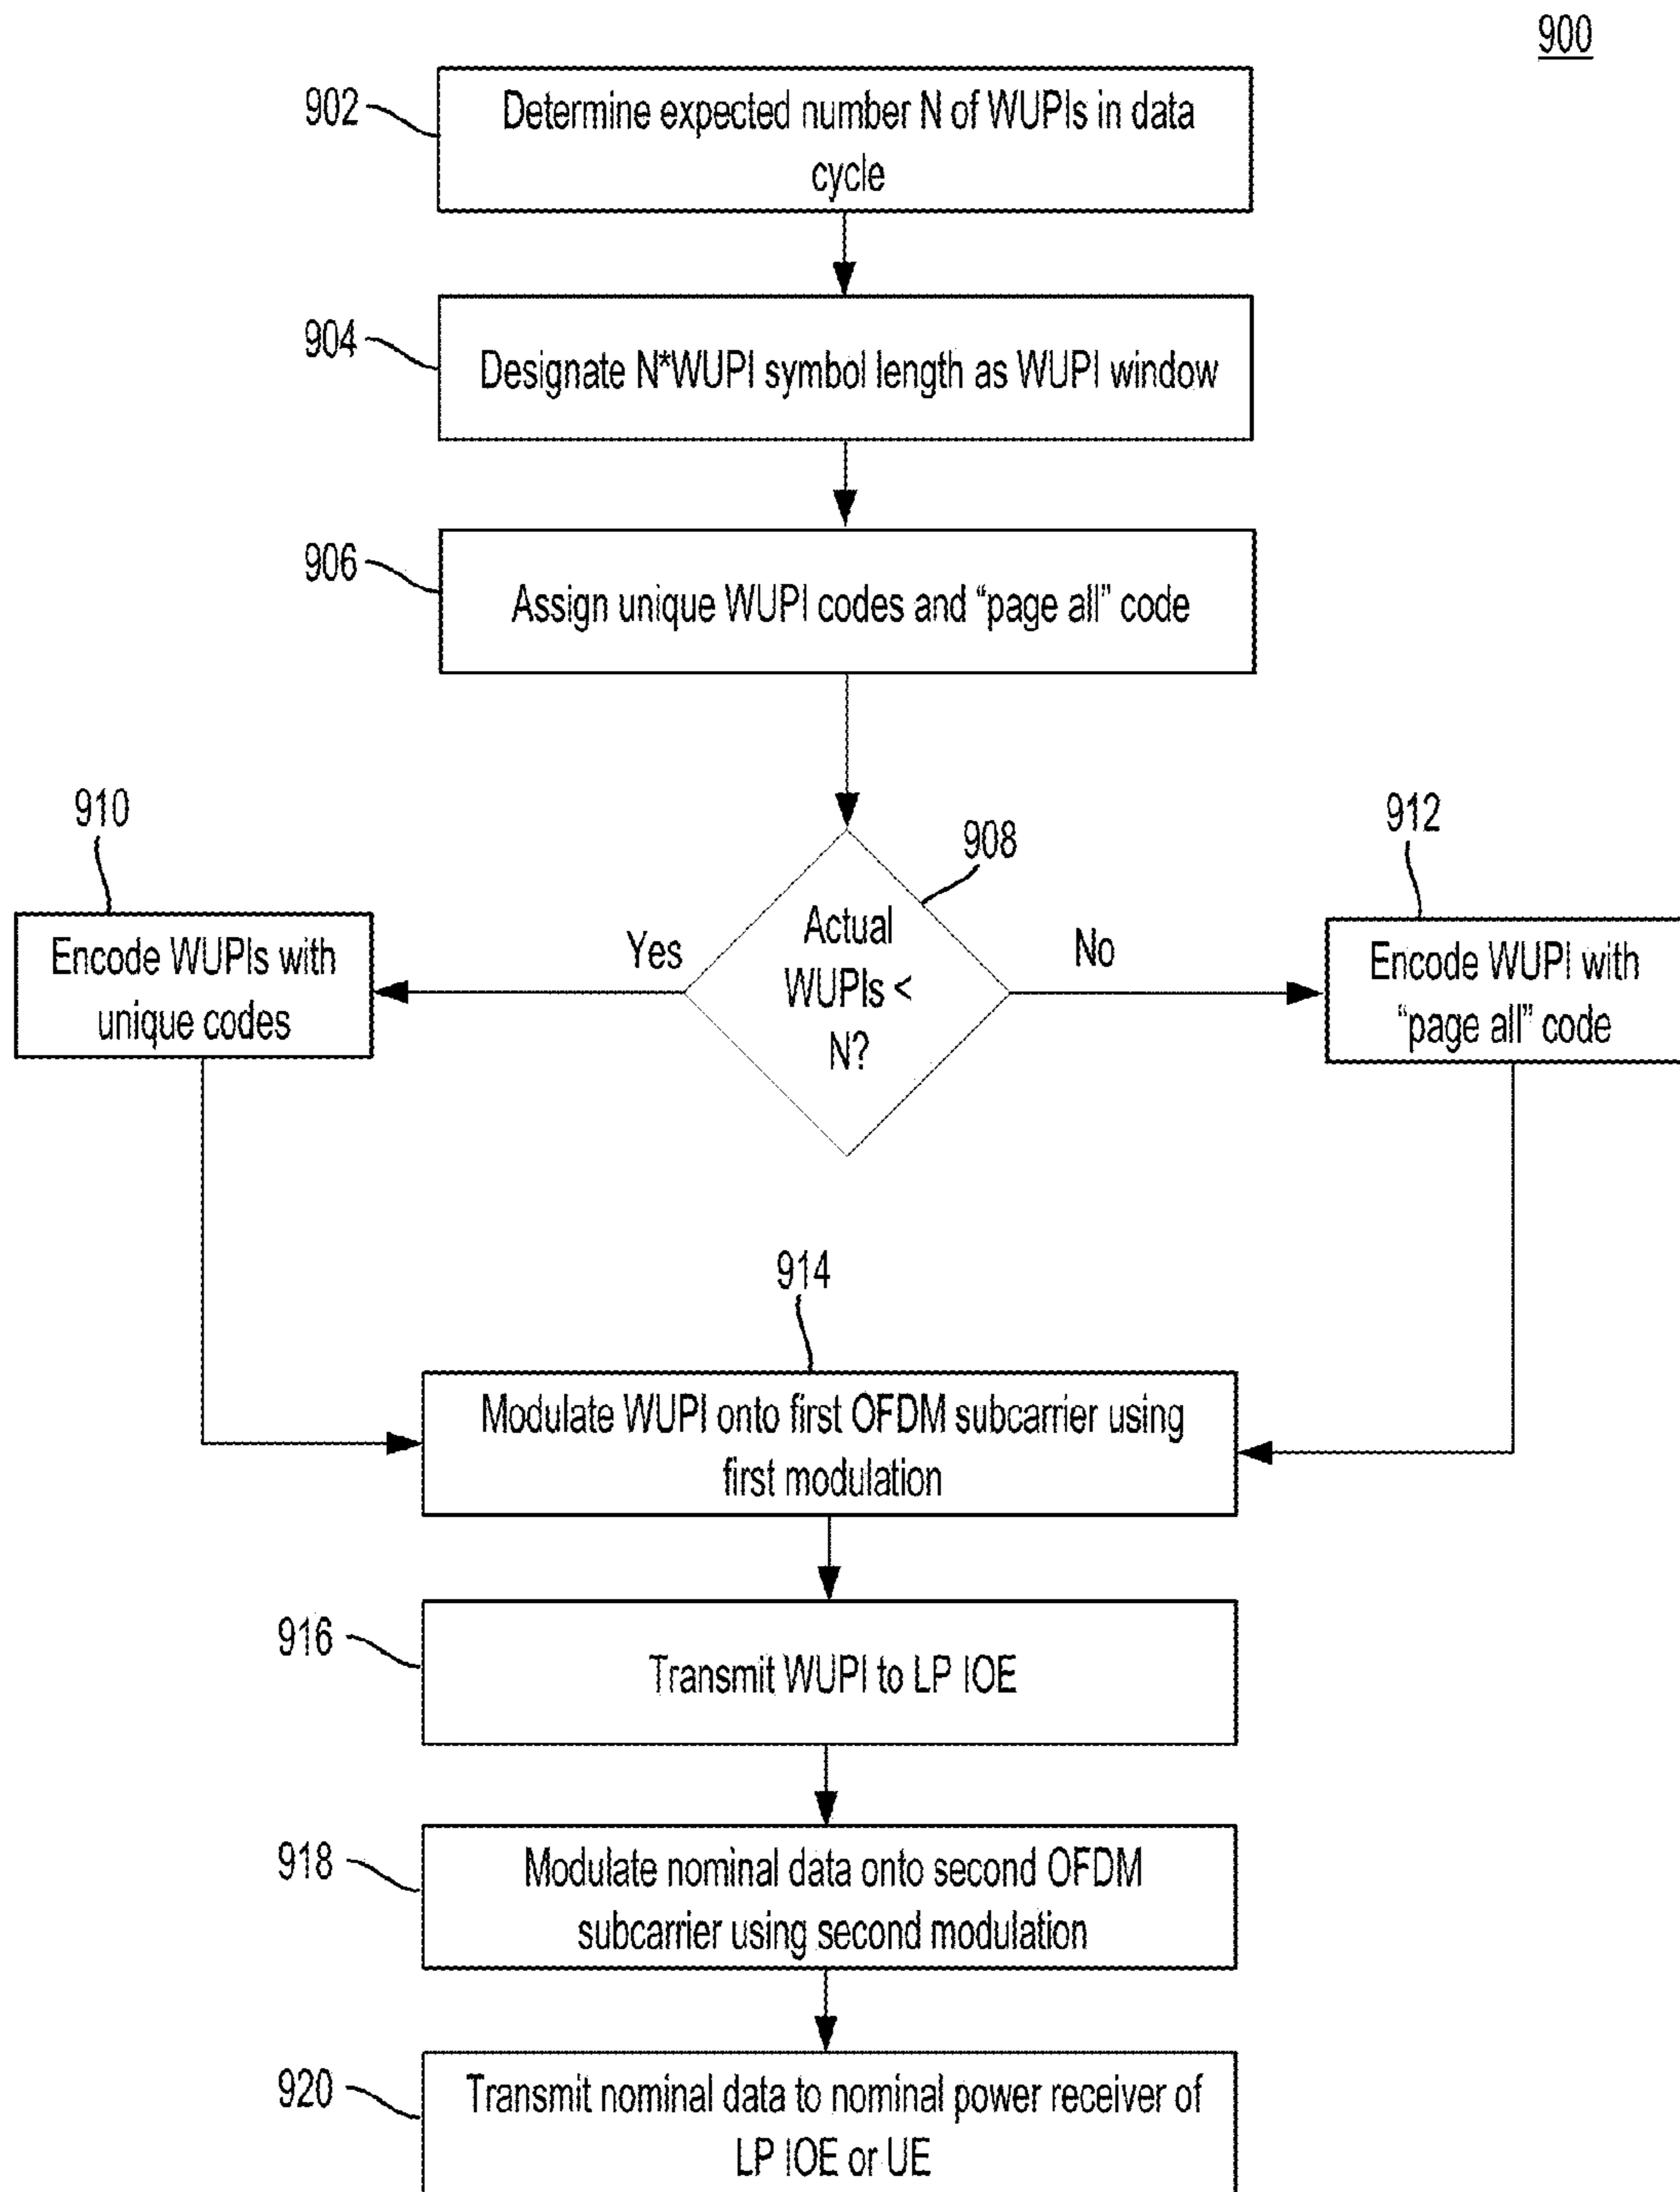 900
902
Determine expected number N of WUPIs in data
cycle
904
Designate N*WUPI symbol length as WUPI window
906
Assign unique WUPI codes and “page all” code
910
908
912
Encode WUPIs with
unique codes
Yes
Actual
WUPIs <
N?
No
Encode WUPI with
“page all” code
914
Modulate WUPI onto first OFDM subcarrier using
first modulation
916
Transmit WUPI to LP IOE
918
Modulate nominal data onto second OFDM
subcarrier using second modulation
920
Transmit nominal data to nominal power receiver of
LP IOE or UE